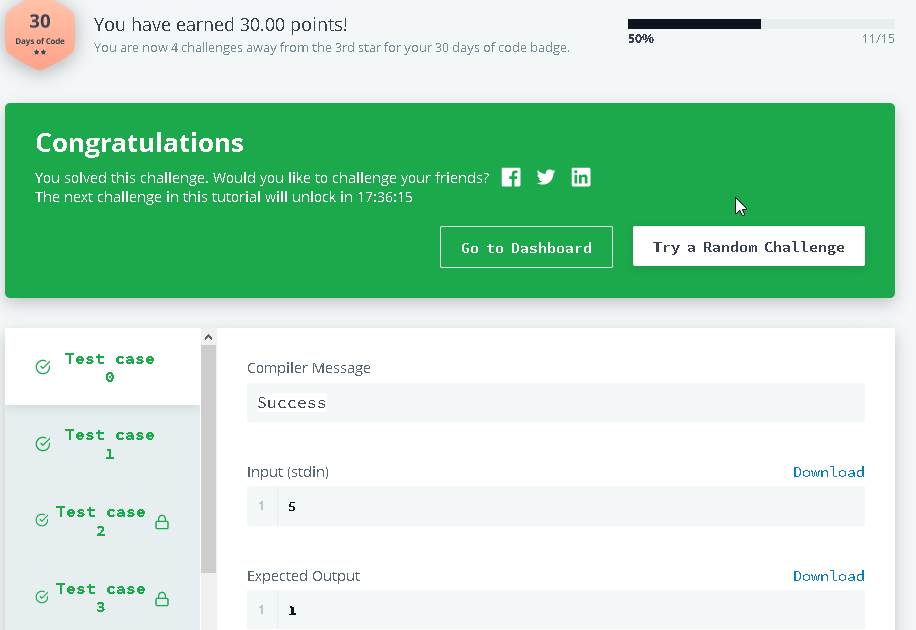 30
Days of Code
You have earned 30.00 points!
You are now 4 challenges away from the 3rd star for your 30 days of code badge.
50%
11/15
Congratulations
You solved this challenge. Would you like to challenge your friends?
The next challenge in this tutorial will unlock in 17:36:15
Go to Dashboard
Try a Random Challenge
Test case
0
Test case
1
Test case
2
Test case
3
Compiler Message
Success
Input (stdin)
Download
1 5
Expected Output
Download
1 1